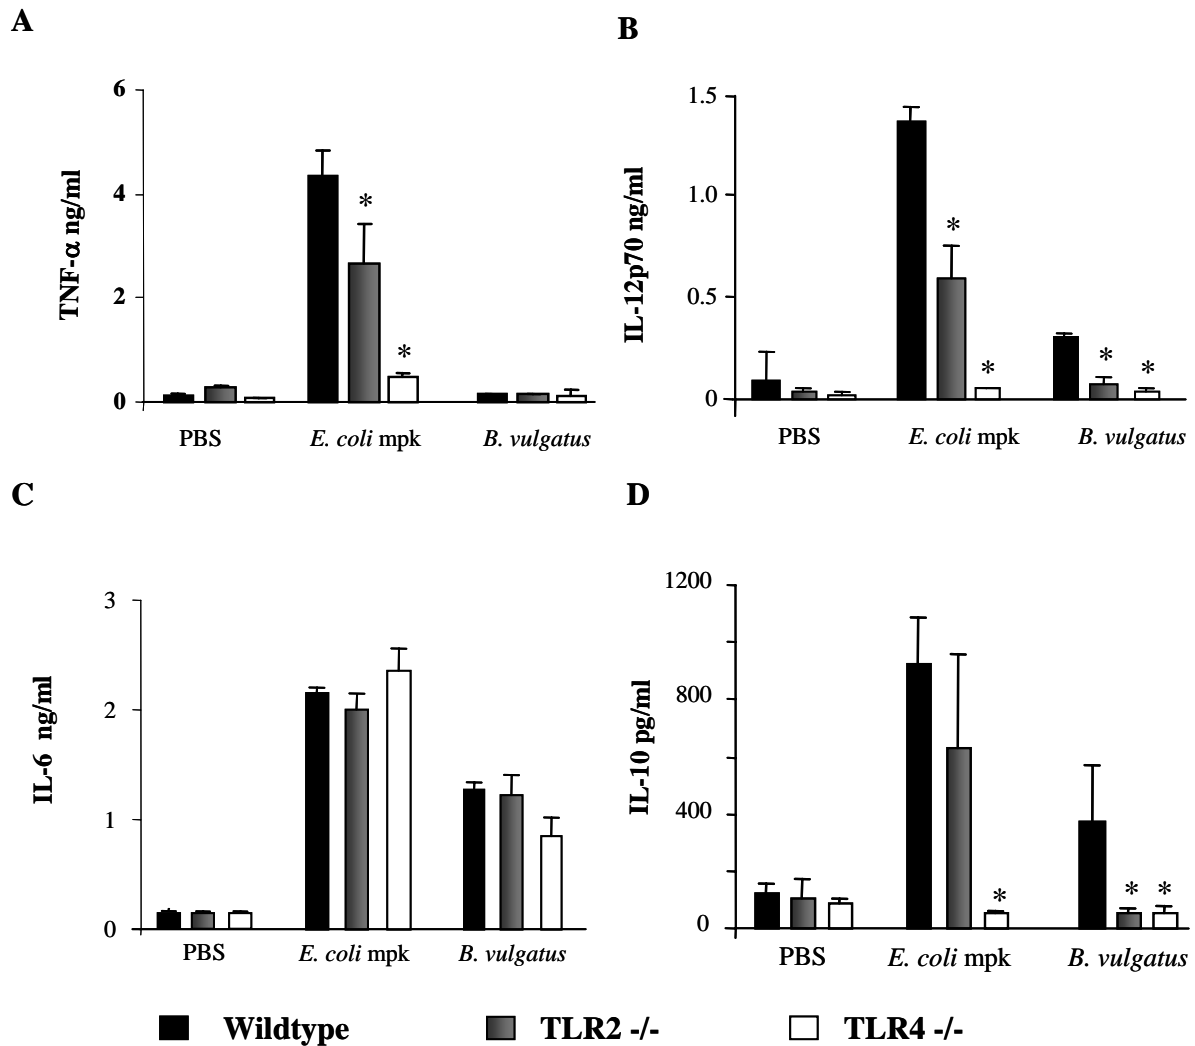 A
TNF-α ng/ml
6
4
2
0
*
*
PBS
E. coli mpk
B. vulgatus
B
IL-12p70 ng/ml
1.5
1.0
0.5
0
*
*
*
*
PBS
E. coli mpk
B. vulgatus
C
IL-6 ng/ml
3
2
1
0
PBS
E. coli mpk
B. vulgatus
D
IL-10 pg/ml
1200
800
400
0
*
*
*
PBS
E. coli mpk
B. vulgatus
Wildtype
TLR2 -/-
TLR4 -/-